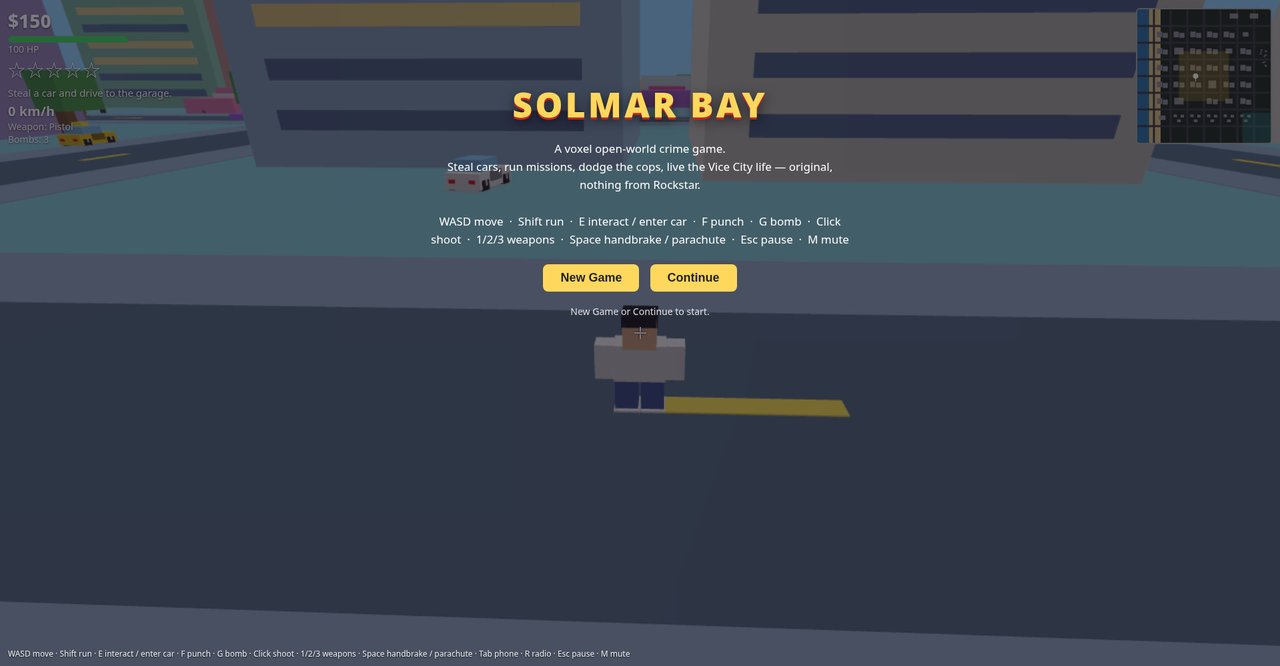 $150
100 HP
☆☆☆☆☆
Steal a car and drive to the garage.
0 km/h
Weapon: Pistol
Bombs: 3
SOLMAR BAY
A voxel open-world crime game.
Steal cars, run missions, dodge the cops, live the Vice City life — original,
nothing from Rockstar.
WASD move · Shift run · E interact / enter car · F punch · G bomb · Click
shoot · 1/2/3 weapons · Space handbrake / parachute · Esc pause · M mute
New Game
Continue
New Game or Continue to start.
WASD move · Shift run · E interact / enter car · F punch · G bomb · Click shoot · 1/2/3 weapons · Space handbrake / parachute · Tab phone · R radio · Esc pause · M mute